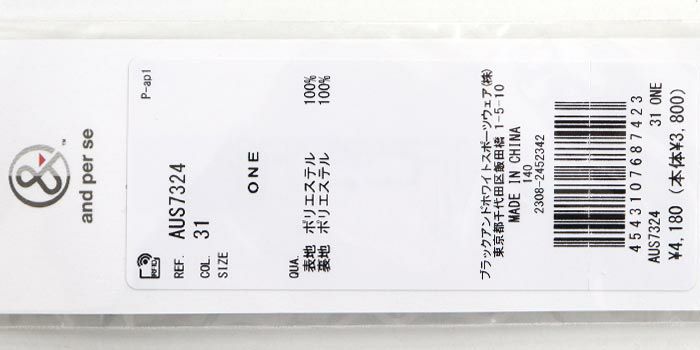 and per se
TM
P-ap1
REF. AUS7324
COL. 31
SIZE
ONE
QUA. 表地 ポリエステル 100%
裏地 ポリエステル 100%
ブラックアンドホワイトスポーツウェア(株)
東京都千代田区飯田橋 1-5-10
MADE IN CHINA
140
2308-2452342
4543107687423
AUS7324 31 ONE
¥4,180 (本体¥3,800)